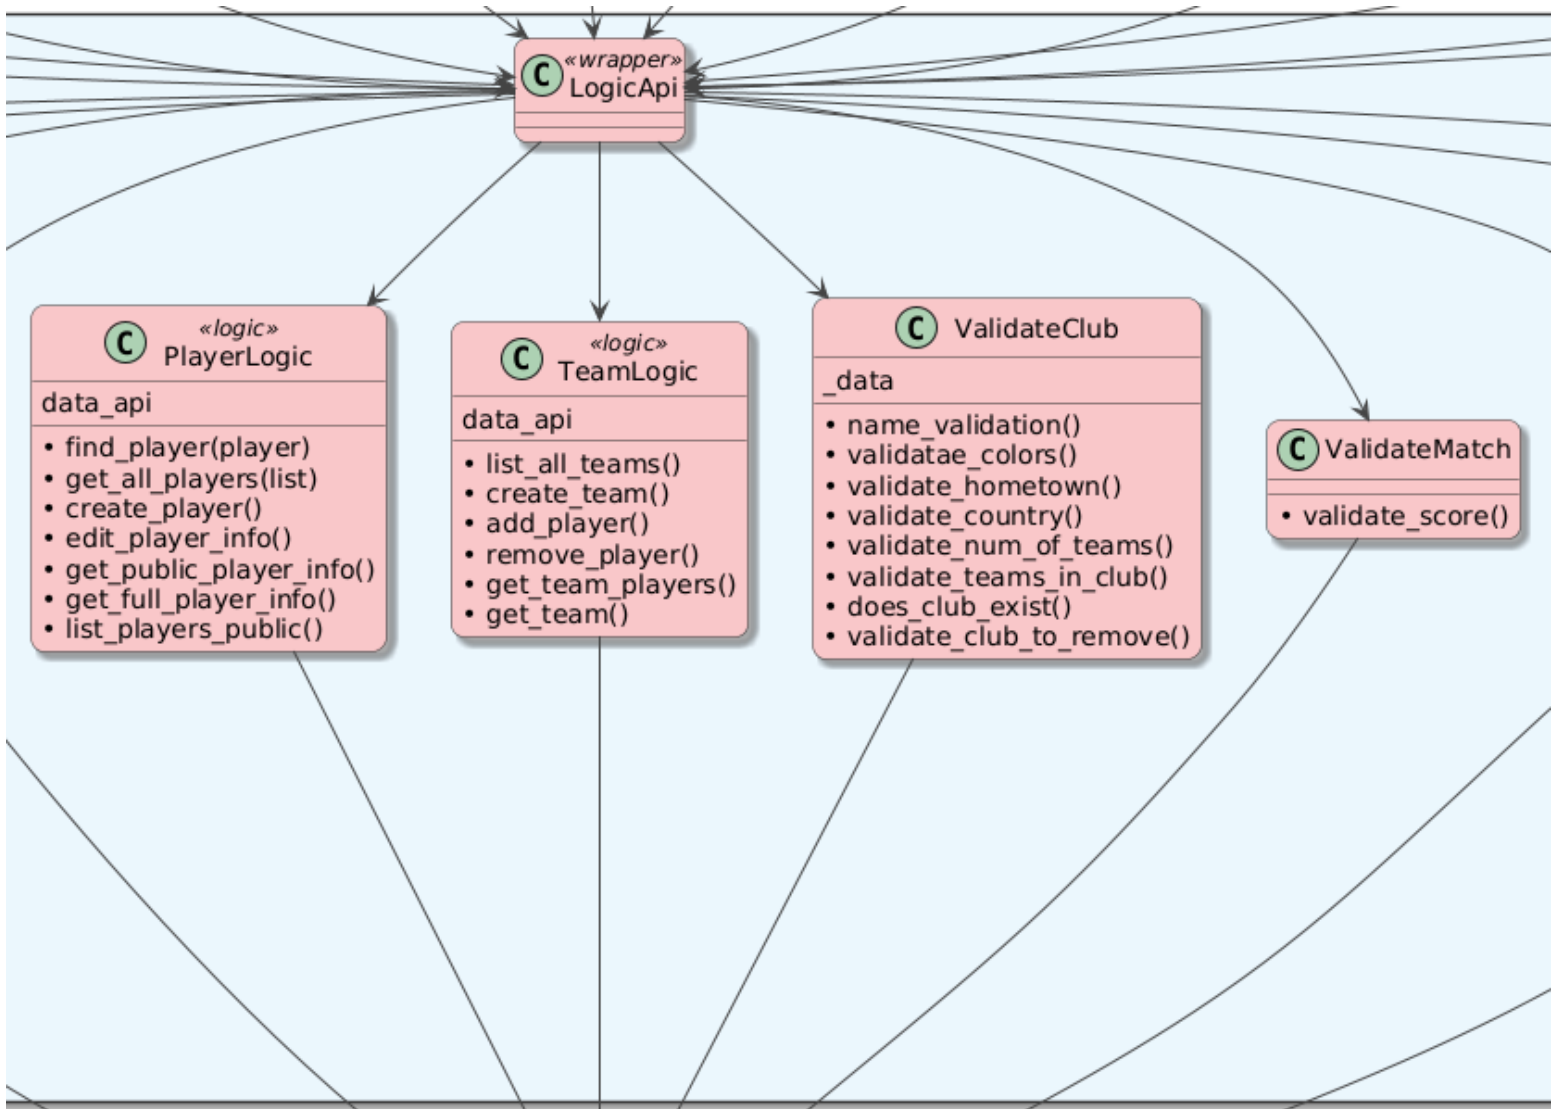 C
«wrapper»
LogicApi
C
«logic»
PlayerLogic
data_api
• find_player(player)
• get_all_players(list)
• create_player()
• edit_player_info()
• get_public_player_info()
• get_full_player_info()
• list_players_public()
C
«logic»
TeamLogic
data_api
• list_all_teams()
• create_team()
• add_player()
• remove_player()
• get_team_players()
• get_team()
C ValidateClub
_data
• name_validation()
• validatae_colors()
• validate_hometown()
• validate_country()
• validate_num_of_teams()
• validate_teams_in_club()
• does_club_exist()
• validate_club_to_remove()
C ValidateMatch
• validate_score()